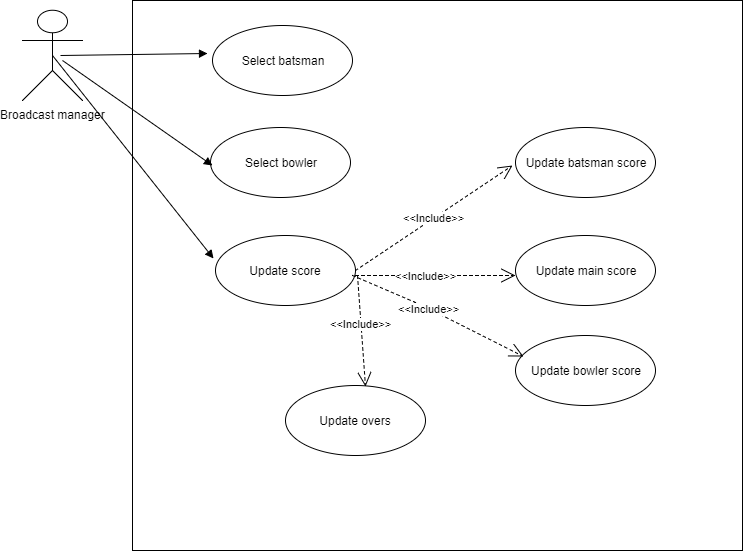 Broadcast manager
Select batsman
Select bowler
Update batsman score
<<Include>>
Update score
<<Include>>
Update main score
<<Include>>
<<Include>>
Update bowler score
Update overs